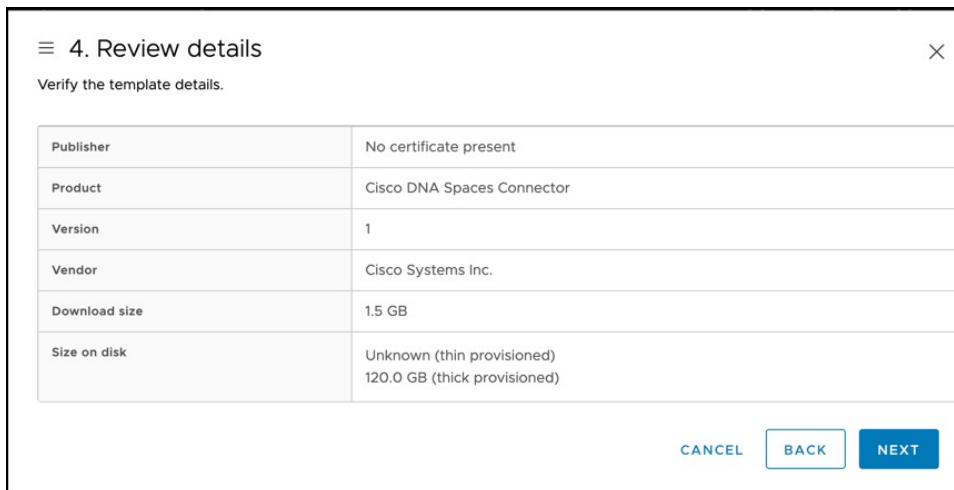 4. Review details
Verify the template details.
Publisher No certificate present
Product Cisco DNA Spaces Connector
Version 1
Vendor Cisco Systems Inc.
Download size 1.5 GB
Size on disk Unknown (thin provisioned)
120.0 GB (thick provisioned)
CANCEL BACK NEXT